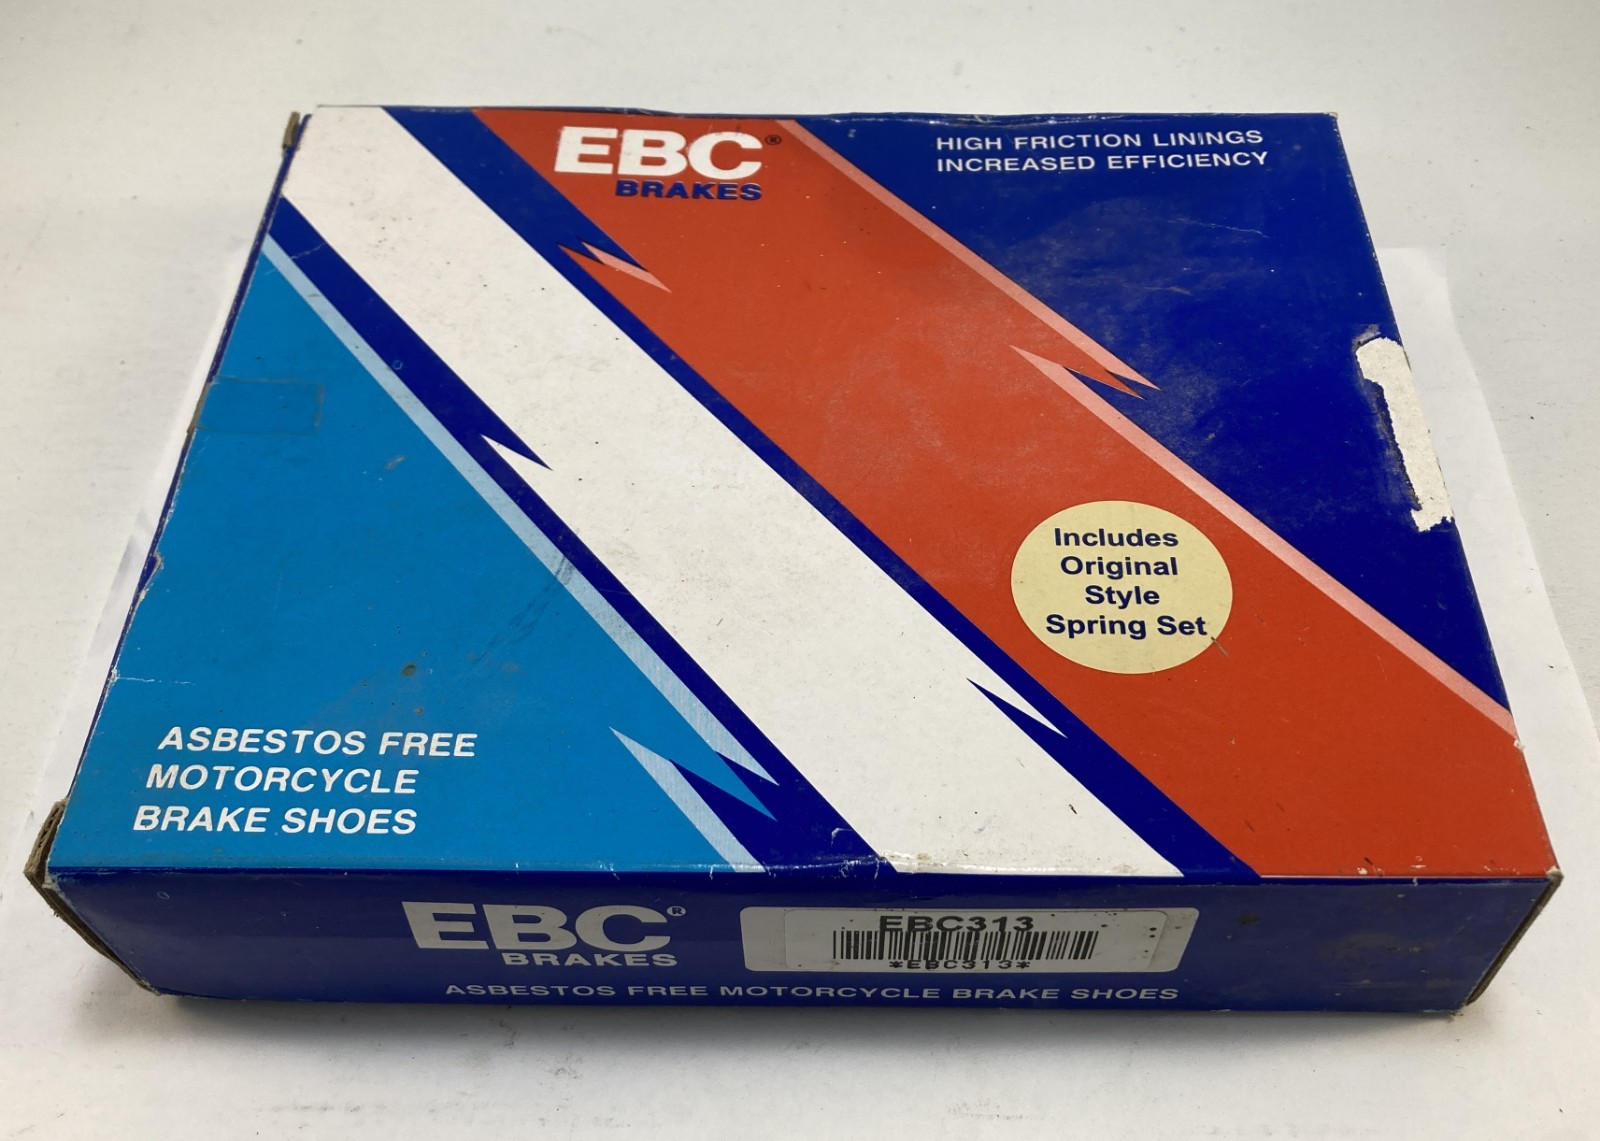 EBC®
BRAKES
HIGH FRICTION LININGS
INCREASED EFFICIENCY
Includes
Original
Style
Spring Set
ASBESTOS FREE
MOTORCYCLE
BRAKE SHOES
EBC®
BRAKES
EBC313
*EBC313*
ASBESTOS FREE MOTORCYCLE BRAKE SHOES